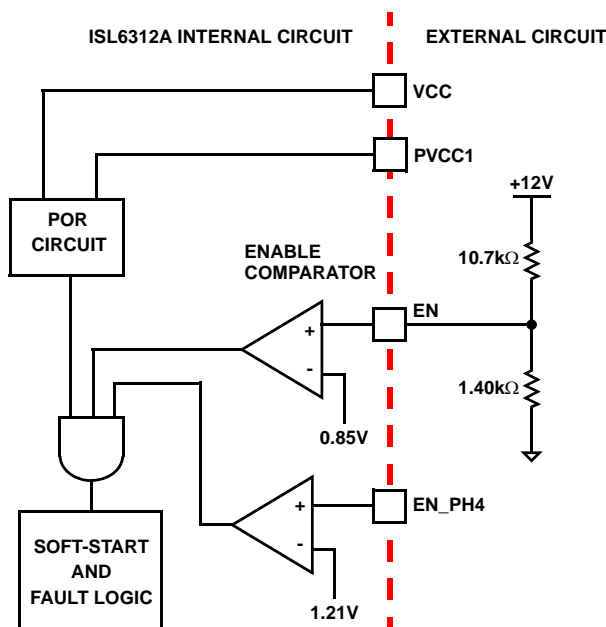 ISL6312A INTERNAL CIRCUIT
EXTERNAL CIRCUIT
VCC
PVCC1
+12V
POR
CIRCUIT
10.7kΩ
ENABLE
COMPARATOR
EN
+
-
1.40kΩ
0.85V
EN_PH4
+
-
SOFT-START
AND
FAULT LOGIC
1.21V